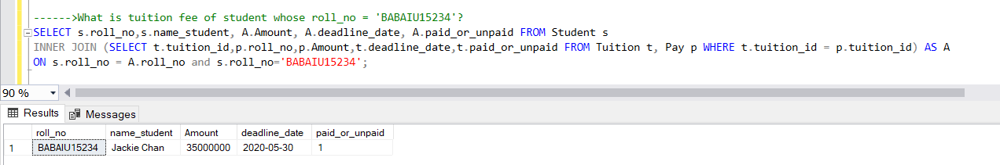 ------>What is tuition fee of student whose roll_no = 'BABAIU15234'?
SELECT s.roll_no,s.name_student, A.Amount, A.deadline_date, A.paid_or_unpaid FROM Student s
INNER JOIN (SELECT t.tuition_id,p.roll_no,p.Amount,t.deadline_date,t.paid_or_unpaid FROM Tuition t, Pay p WHERE t.tuition_id = p.tuition_id) AS A
ON s.roll_no = A.roll_no and s.roll_no='BABAIU15234';
90 %
Results Messages
roll_no name_student Amount deadline_date paid_or_unpaid
1 BABAIU15234 Jackie Chan 35000000 2020-05-30 1